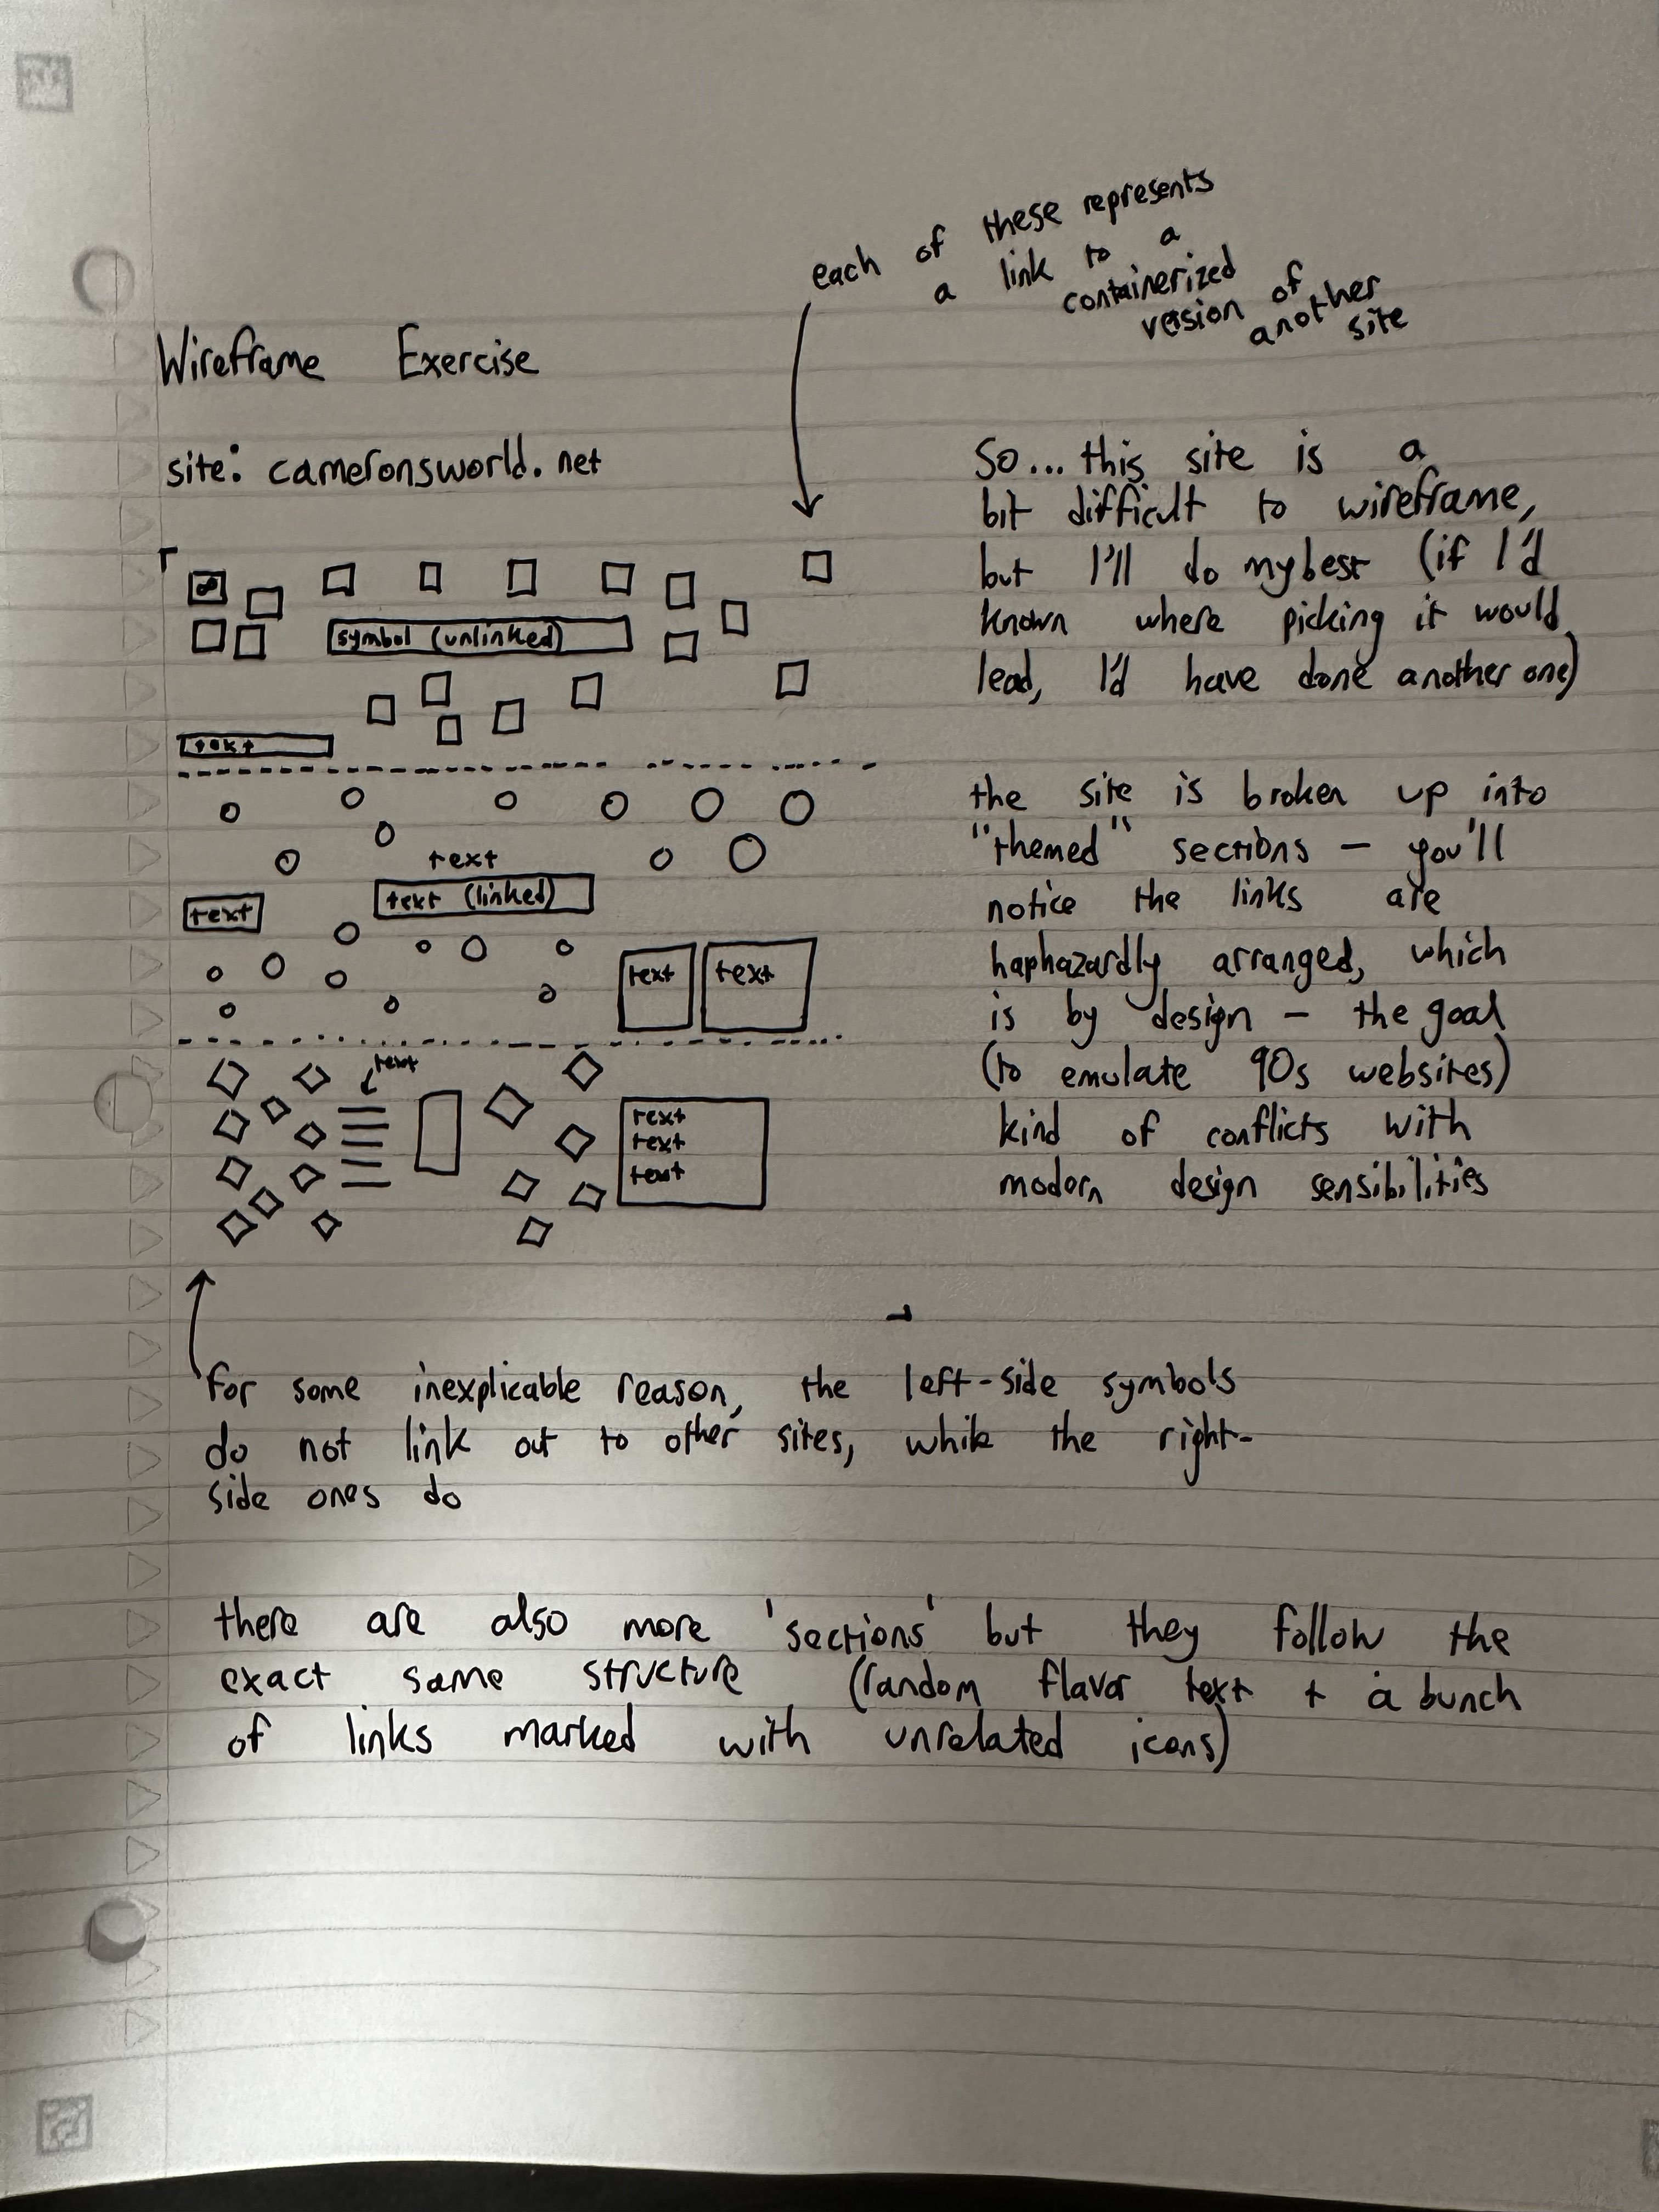 each of these represents
a link to a
containerized
version of
another
site
Wireframe Exercise
site: cameronsworld.net
symbol (unlinked)
text
text
text (linked)
text
text
text
text
text
text
text
So... this site is a
bit difficult to wireframe,
but I'll do my best (if I'd
known where picking it would
lead, I'd have done another one)
the site is broken up into
"themed" sections — you'll
notice the links are
haphazardly arranged, which
is by design — the goal
(to emulate 90s websites)
kind of conflicts with
modern design sensibilities
for some inexplicable reason, the left-side symbols
do not link out to other sites, while the right-
side ones do
there are also more 'sections' but they follow the
exact same structure (random flavor text + a bunch
of links marked with unrelated icons)